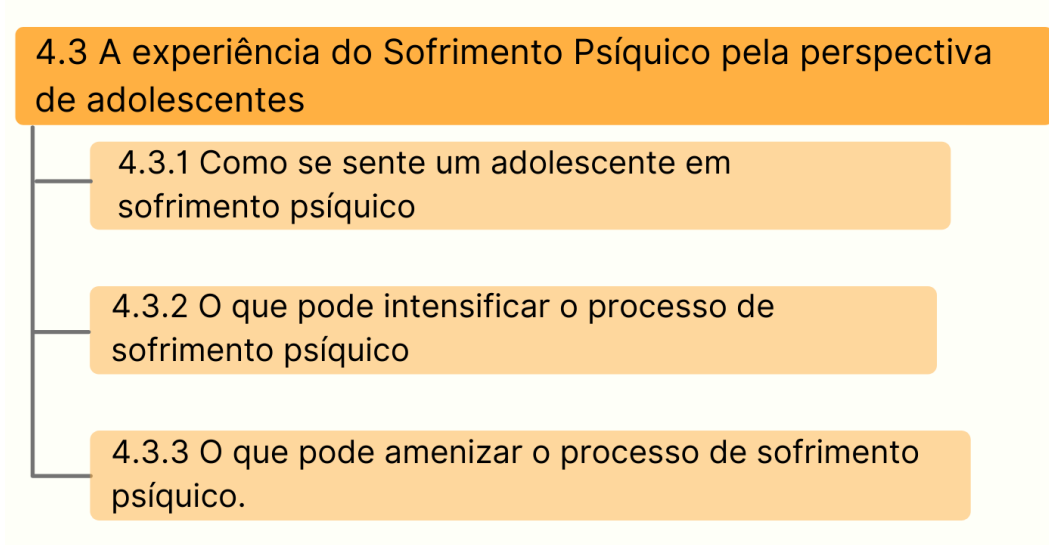 4.3 A experiência do Sofrimento Psíquico pela perspectiva
de adolescentes
4.3.1 Como se sente um adolescente em
sofrimento psíquico
4.3.2 O que pode intensificar o processo de
sofrimento psíquico
4.3.3 O que pode amenizar o processo de sofrimento
psíquico.